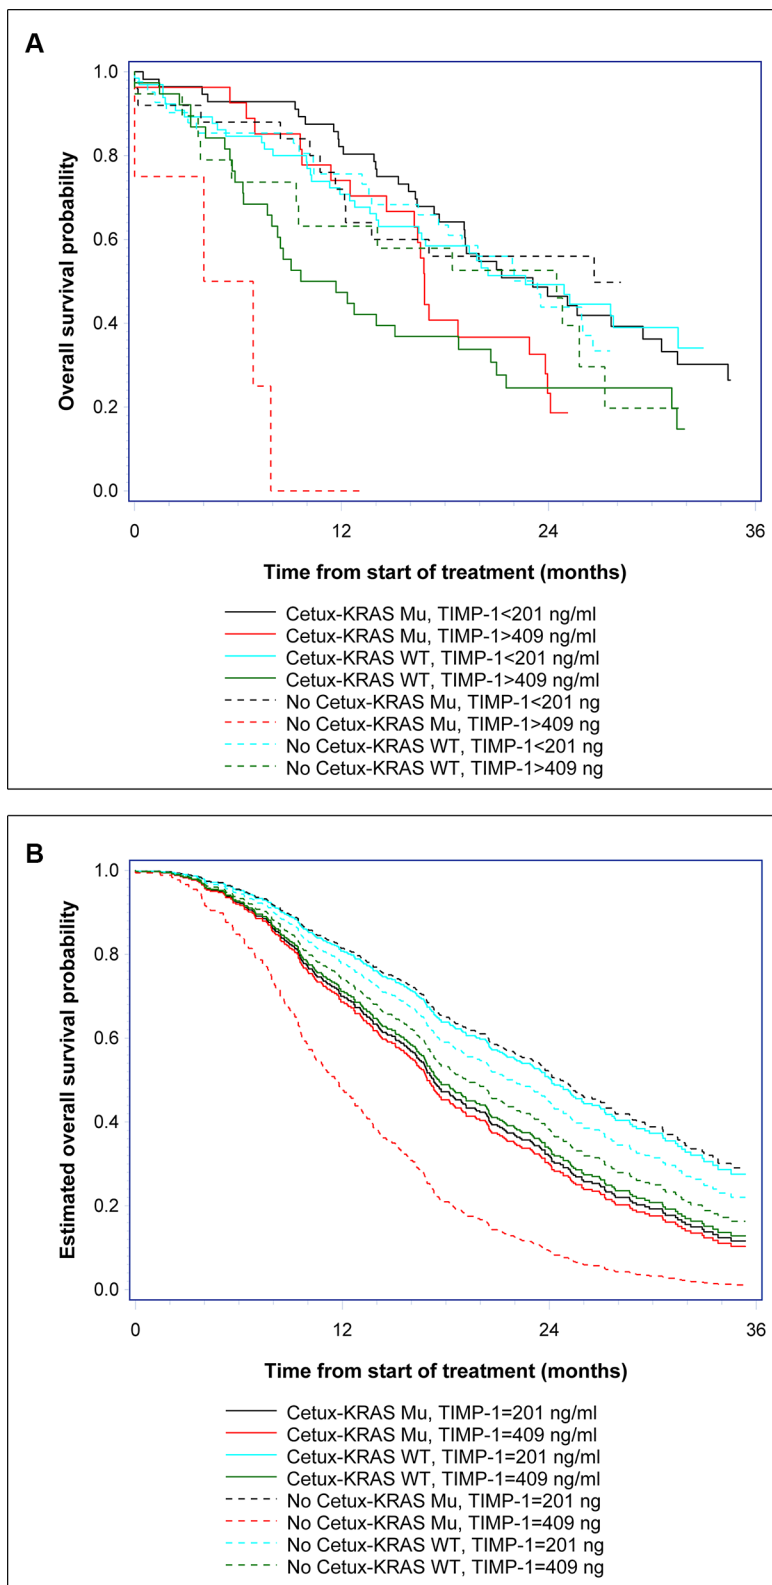 A
Overall survival probability
1.0
0.8
0.6
0.4
0.2
0.0
0 12 24 36
Time from start of treatment (months)
Cetux-KRAS Mu, TIMP-1<201 ng/ml
Cetux-KRAS Mu, TIMP-1>409 ng/ml
Cetux-KRAS WT, TIMP-1<201 ng/ml
Cetux-KRAS WT, TIMP-1>409 ng/ml
No Cetux-KRAS Mu, TIMP-1<201 ng
No Cetux-KRAS Mu, TIMP-1>409 ng
No Cetux-KRAS WT, TIMP-1<201 ng
No Cetux-KRAS WT, TIMP-1>409 ng
B
Estimated overall survival probability
1.0
0.8
0.6
0.4
0.2
0.0
0 12 24 36
Time from start of treatment (months)
Cetux-KRAS Mu, TIMP-1=201 ng/ml
Cetux-KRAS Mu, TIMP-1=409 ng/ml
Cetux-KRAS WT, TIMP-1=201 ng/ml
Cetux-KRAS WT, TIMP-1=409 ng/ml
No Cetux-KRAS Mu, TIMP-1=201 ng
No Cetux-KRAS Mu, TIMP-1=409 ng
No Cetux-KRAS WT, TIMP-1=201 ng
No Cetux-KRAS WT, TIMP-1=409 ng